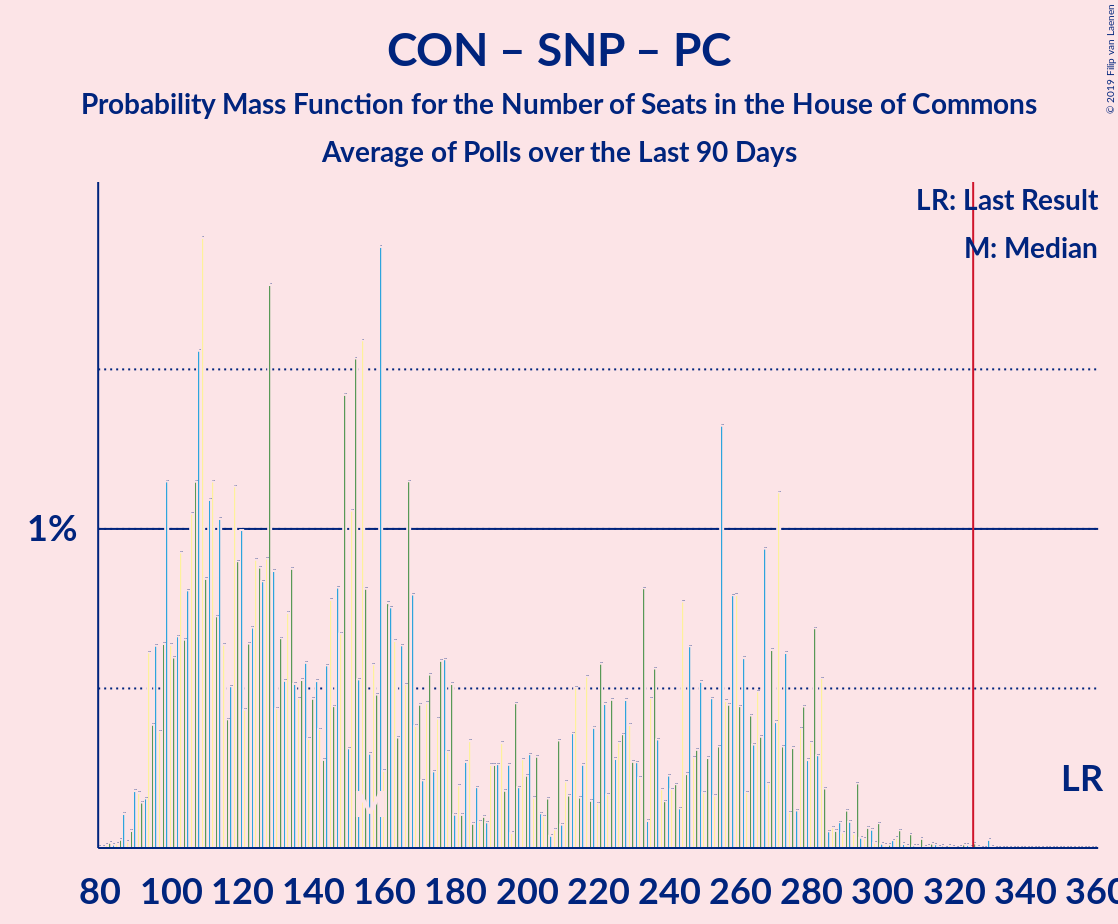 CON – SNP – PC
Probability Mass Function for the Number of Seats in the House of Commons
Average of Polls over the Last 90 Days
© 2019 Filip van Laenen
LR: Last Result
M: Median
1%
M
LR
80 100 120 140 160 180 200 220 240 260 280 300 320 340 360